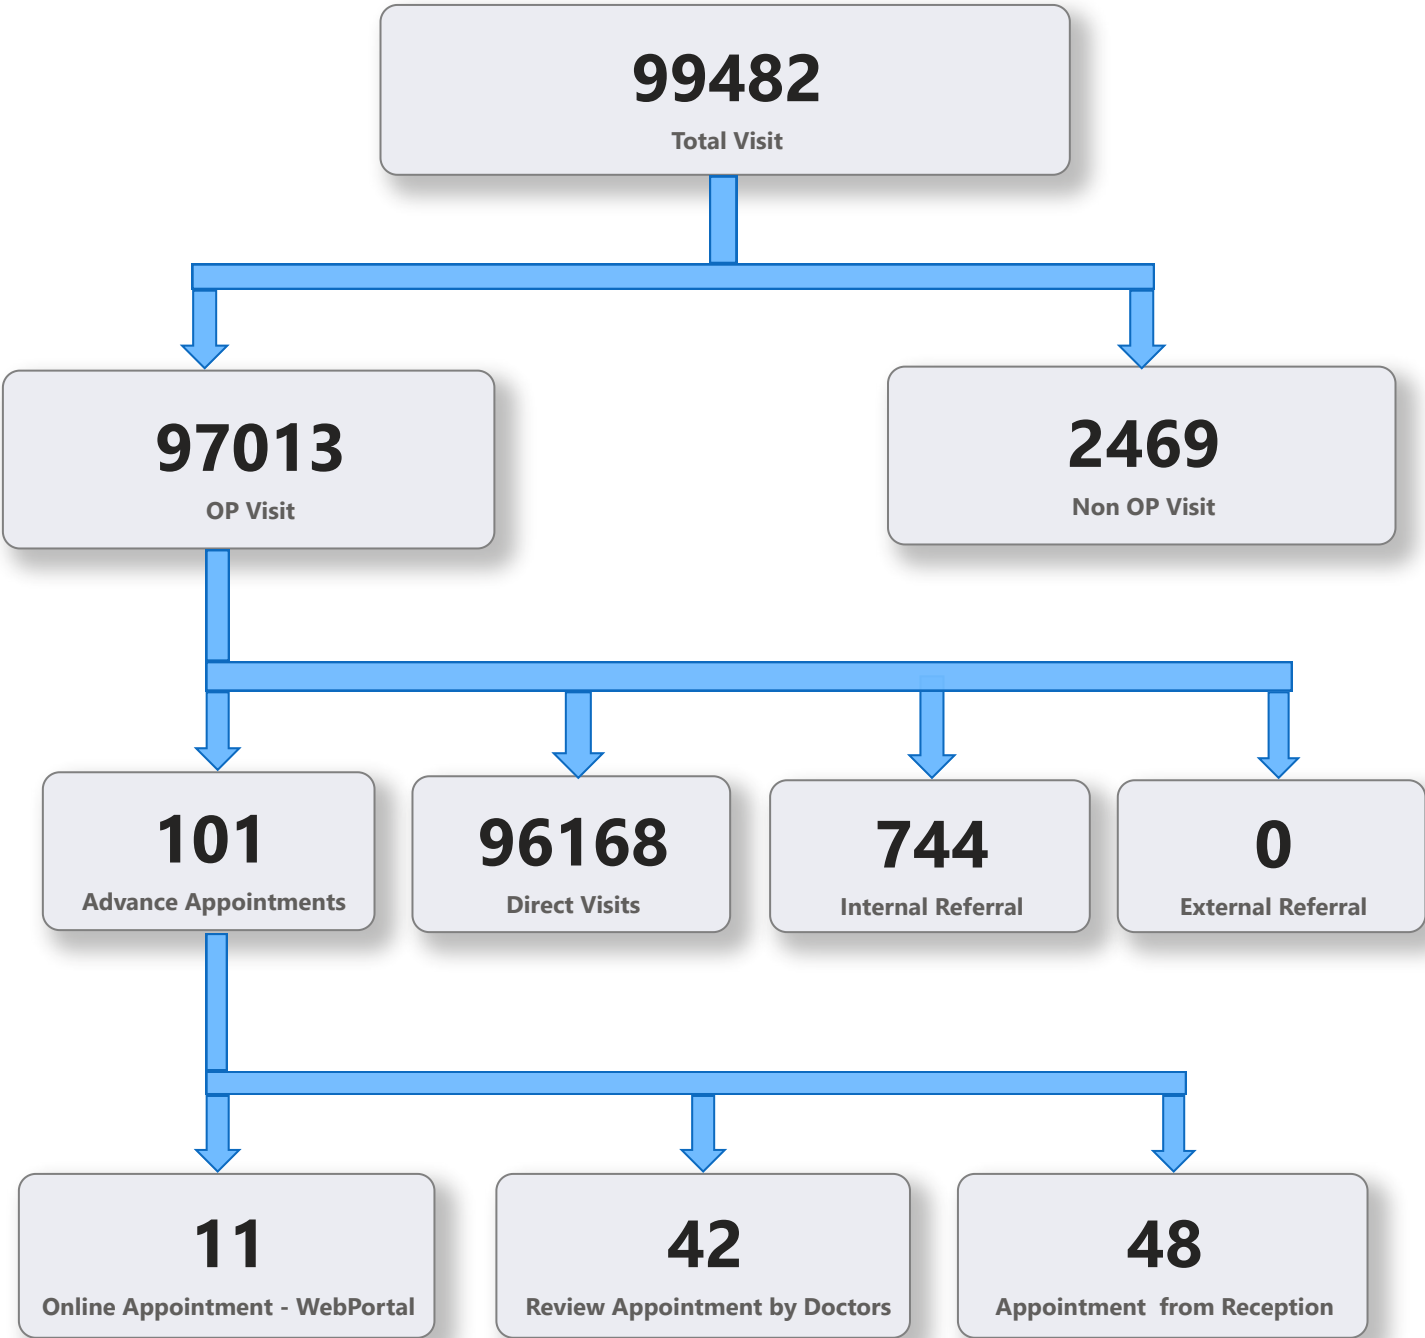 99482
Total Visit
97013
OP Visit
2469
Non OP Visit
101
Advance Appointments
96168
Direct Visits
744
Internal Referral
0
External Referral
11
Online Appointment - WebPortal
42
Review Appointment by Doctors
48
Appointment  from Reception